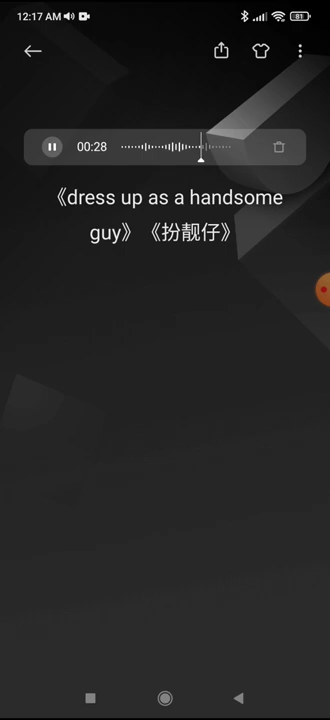 12:17 AM
81
00:28
《dress up as a handsome
guy》《扮靓仔》